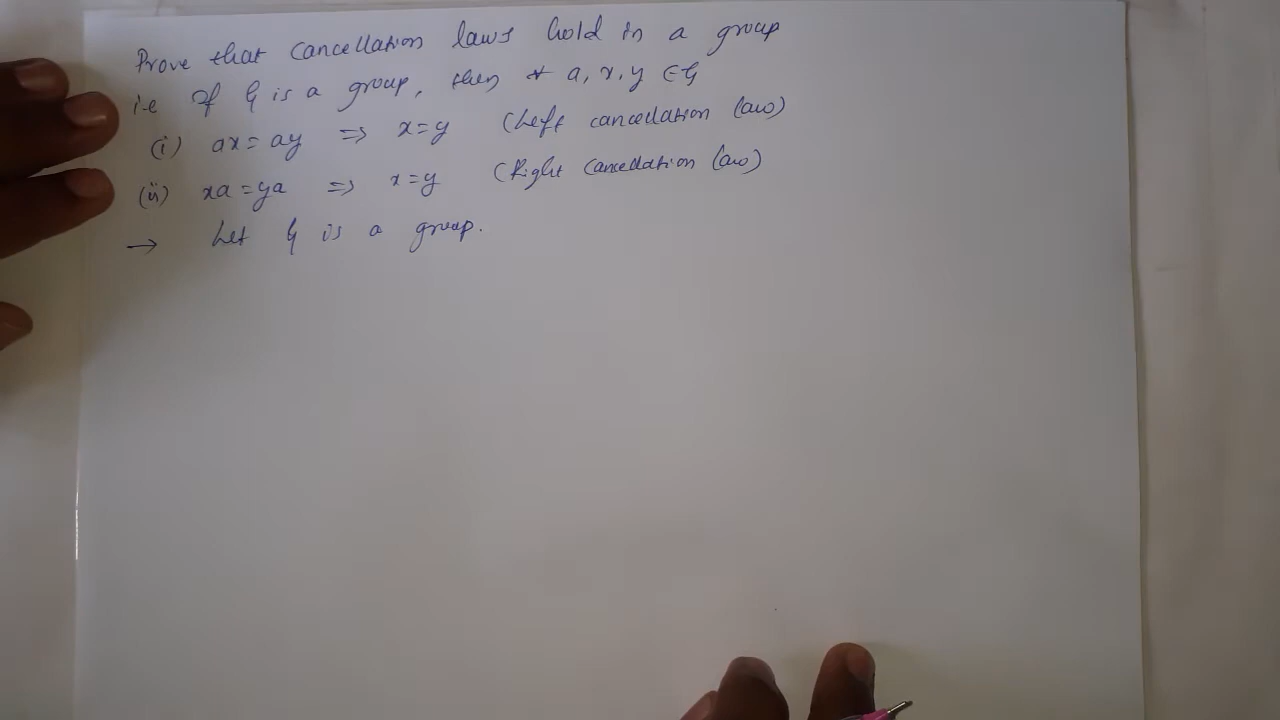 Prove that cancellation laws hold in a group
i.e If G is a group, then ∀ a, x, y ∈ G
(i) ax = ay ⇒ x = y (Left cancellation law)
(ii) xa = ya ⇒ x = y (Right cancellation law)
→ Let G is a group.